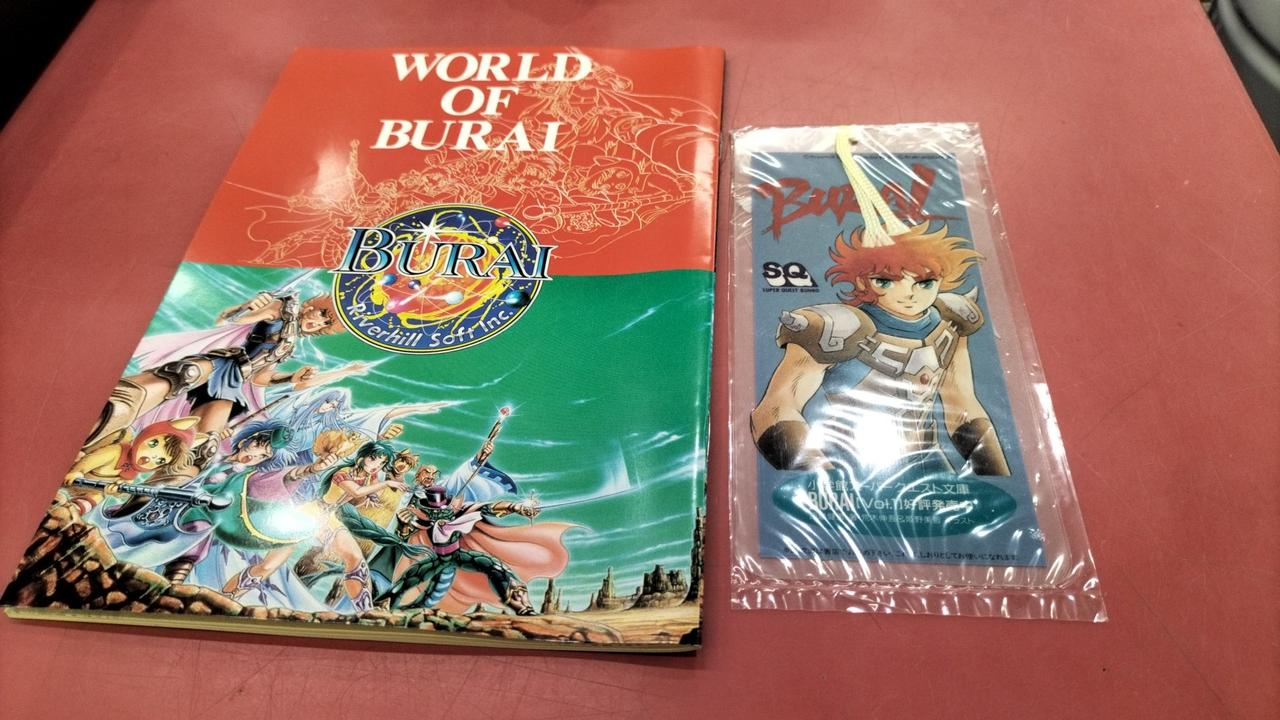 WORLD
OF
BURAI
BURAI
Riverhill Soft Inc.
BURAI
SQ
SUPER QUEST BUNKO
小学館スーパークエスト文庫
BURAI[Vol.1]好評発売中